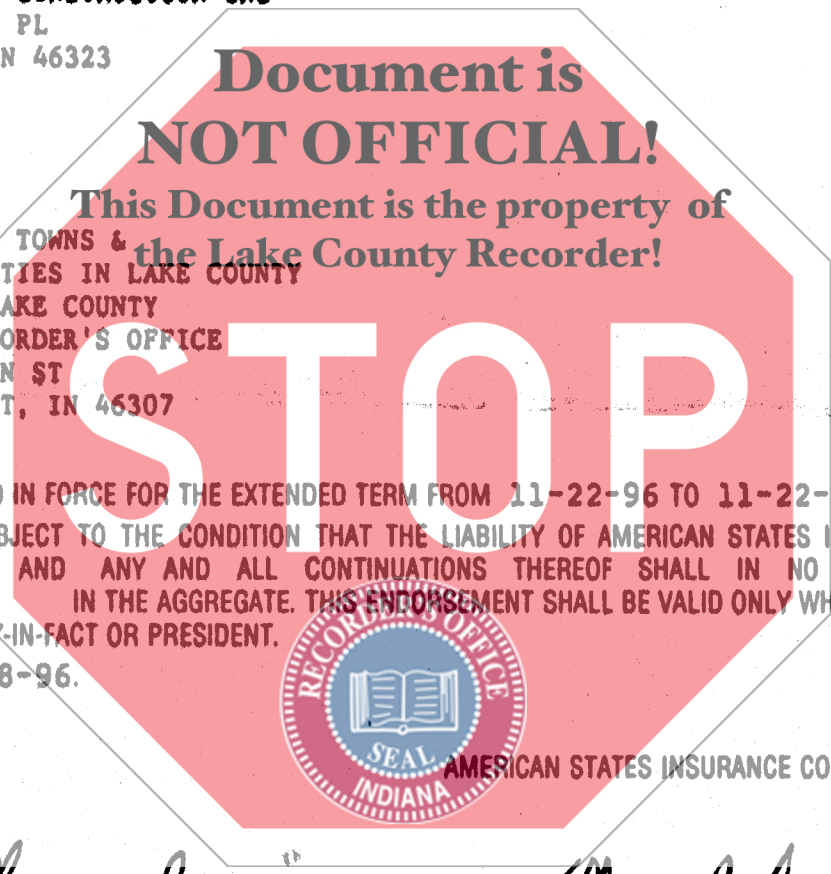 PL
N 46323
Document is
NOT OFFICIAL!
This Document is the property of
the Lake County Recorder!
TOWNS &
TIES IN LAKE COUNTY
AKE COUNTY
ORDER'S OFFICE
N ST
T, IN 46307
STOP
IN FORCE FOR THE EXTENDED TERM FROM 11-22-96 TO 11-22-
BJECT TO THE CONDITION THAT THE LIABILITY OF AMERICAN STATES I
AND ANY AND ALL CONTINUATIONS THEREOF SHALL IN NO
IN THE AGGREGATE. THIS ENDORSEMENT SHALL BE VALID ONLY WH
-IN-FACT OR PRESIDENT.
8-96.
RECORDER'S OFFICE
SEAL
INDIANA
AMERICAN STATES INSURANCE CO